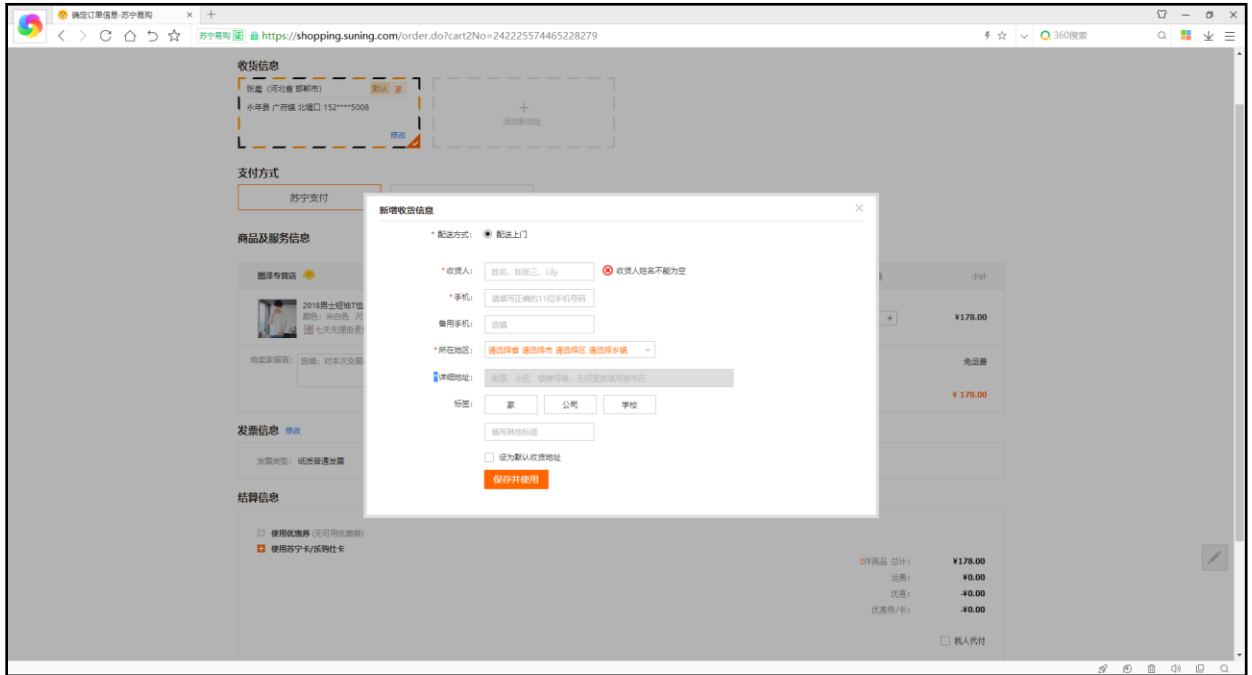 确定订单信息-苏宁易购
苏宁易购 证 https://shopping.suning.com/order.do?cart2No=242225574465228279
360搜索
收货信息
(河北省 邯郸市) 默认 家
永年县 广府镇 北堤口 152****5008
修改
添加新地址
支付方式
苏宁支付
新增收货信息
* 配送方式: 配送上门
商品及服务信息
* 收货人: 姓名, 如张三、Lily 收货人姓名不能为空
图洋专营店
小计
* 手机: 请填写正确的11位手机号码
2018男士短袖T恤
颜色: 米白色 尺
七天无理由退
¥178.00
备用手机: 选填
* 所在地区: 请选择省 请选择市 请选择区 请选择乡镇
给卖家留言: 选填: 对本次交易
免运费
*详细地址: 街道、小区、楼牌号等, 无须重复填写省市区
¥ 178.00
标签: 家 公司 学校
填写其他标签
发票信息 修改
设为默认收货地址
发票类型: 纸质普通发票
保存并使用
结算信息
使用优惠券 (无可用优惠券)
使用苏宁卡/乐购仕卡
2件商品 总计: ¥178.00
运费: ¥0.00
优惠: -¥0.00
优惠券/卡: -¥0.00
找人代付